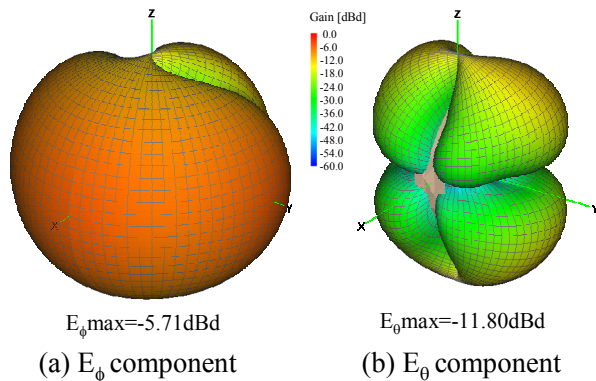 Z
X
Y
Gain [dBd]
0.0
-6.0
-12.0
-18.0
-24.0
-30.0
-36.0
-42.0
-48.0
-54.0
-60.0
Z
X
Y
Eϕmax=-5.71dBd
Eθmax=-11.80dBd
(a) Eϕ component
(b) Eθ component